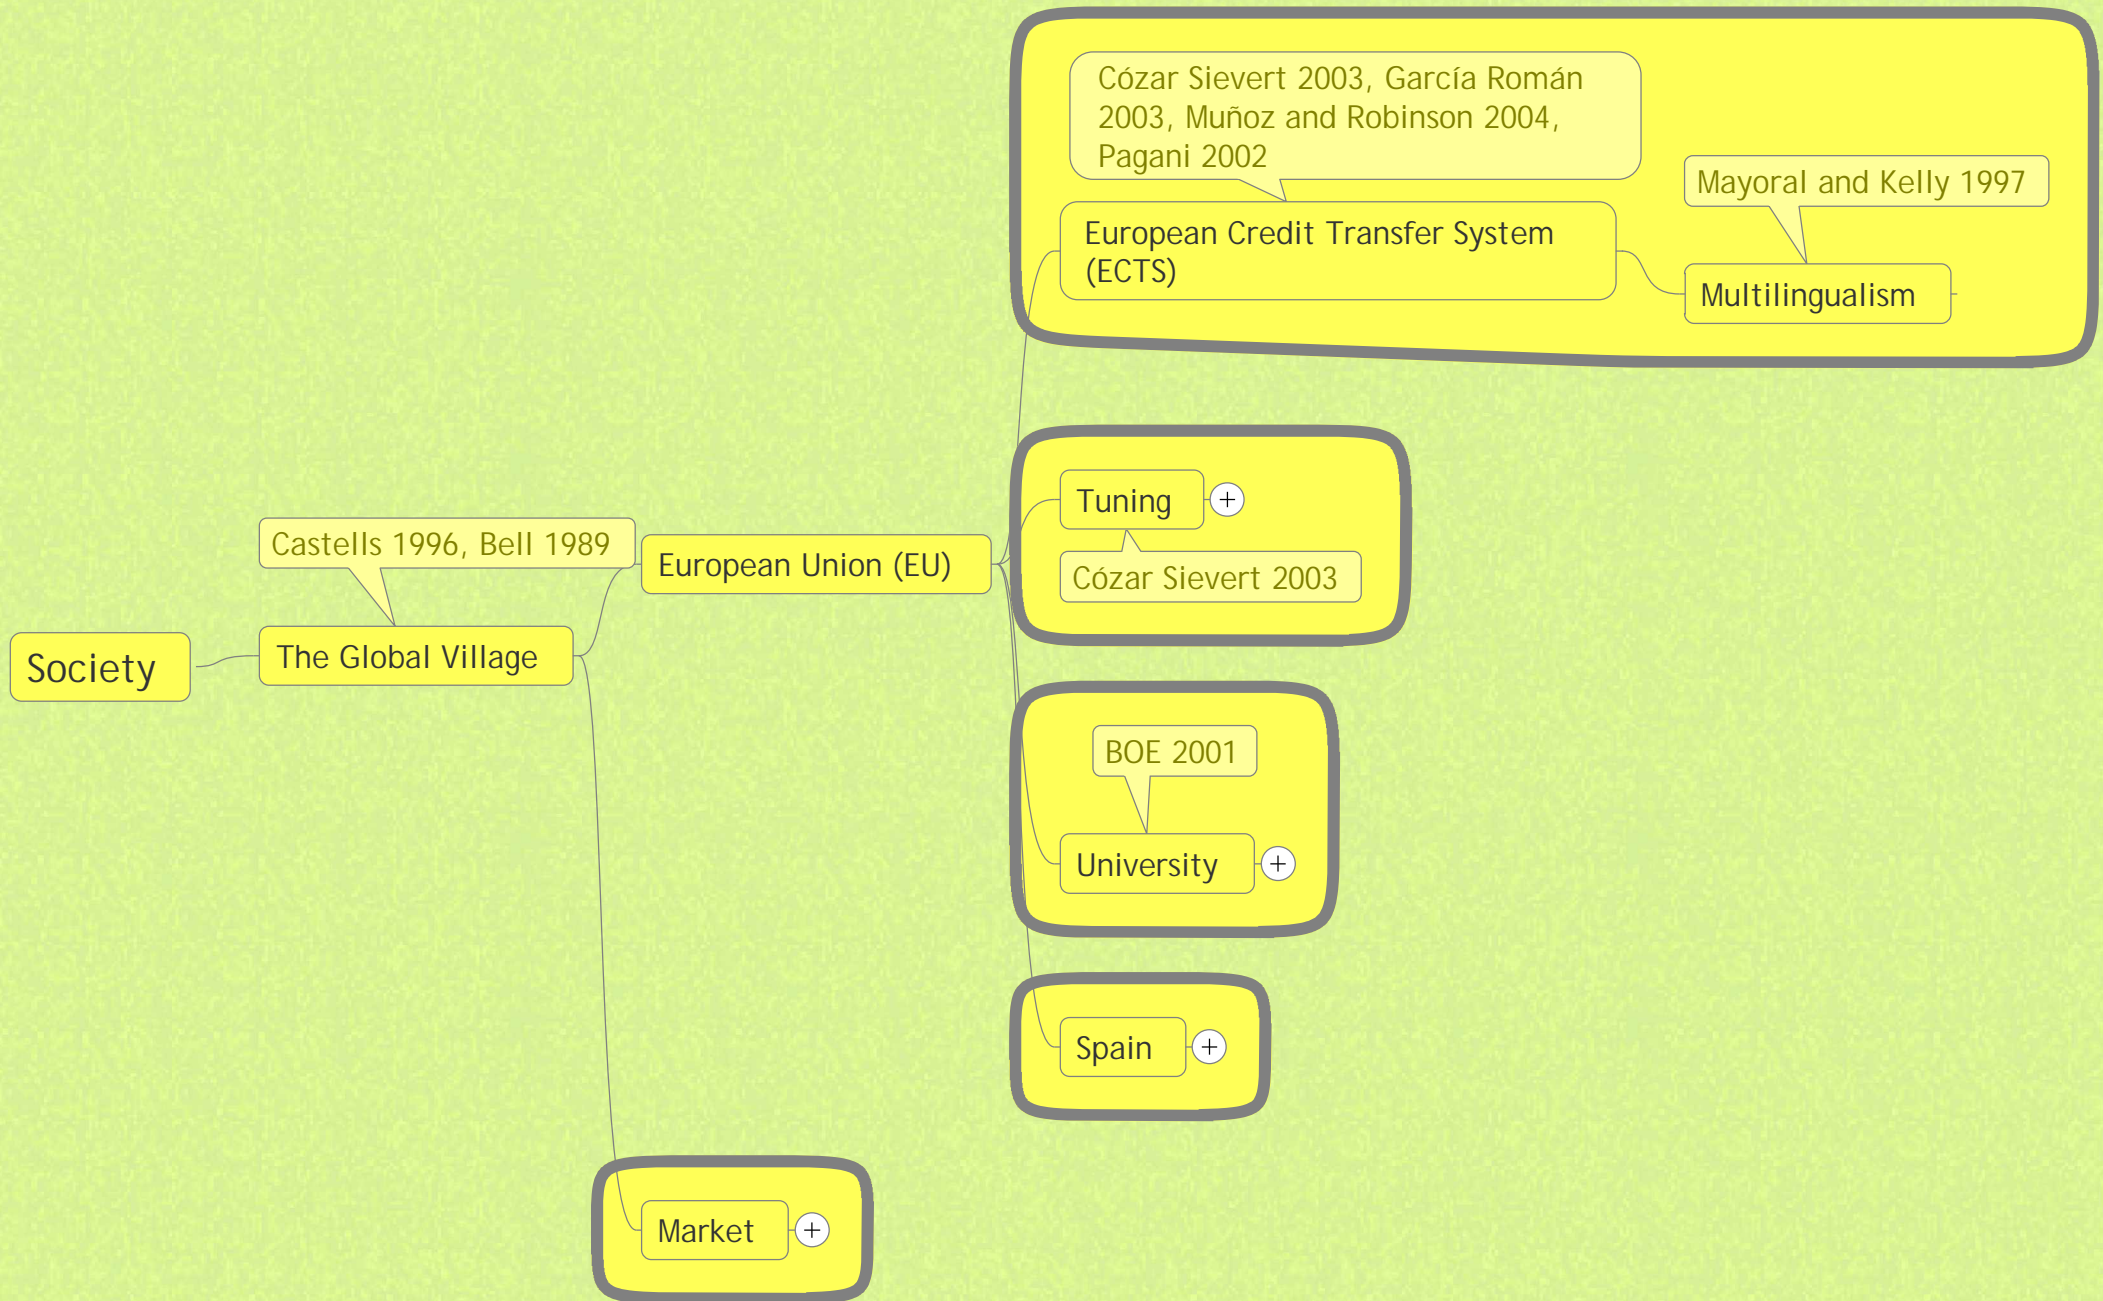 Cózar Sievert 2003, García Román
2003, Muñoz and Robinson 2004,
Pagani 2002
Mayoral and Kelly 1997
European Credit Transfer System
(ECTS)
Multilingualism
Tuning
Cózar Sievert 2003
Castells 1996, Bell 1989
European Union (EU)
Society
The Global Village
BOE 2001
University
Spain
Market